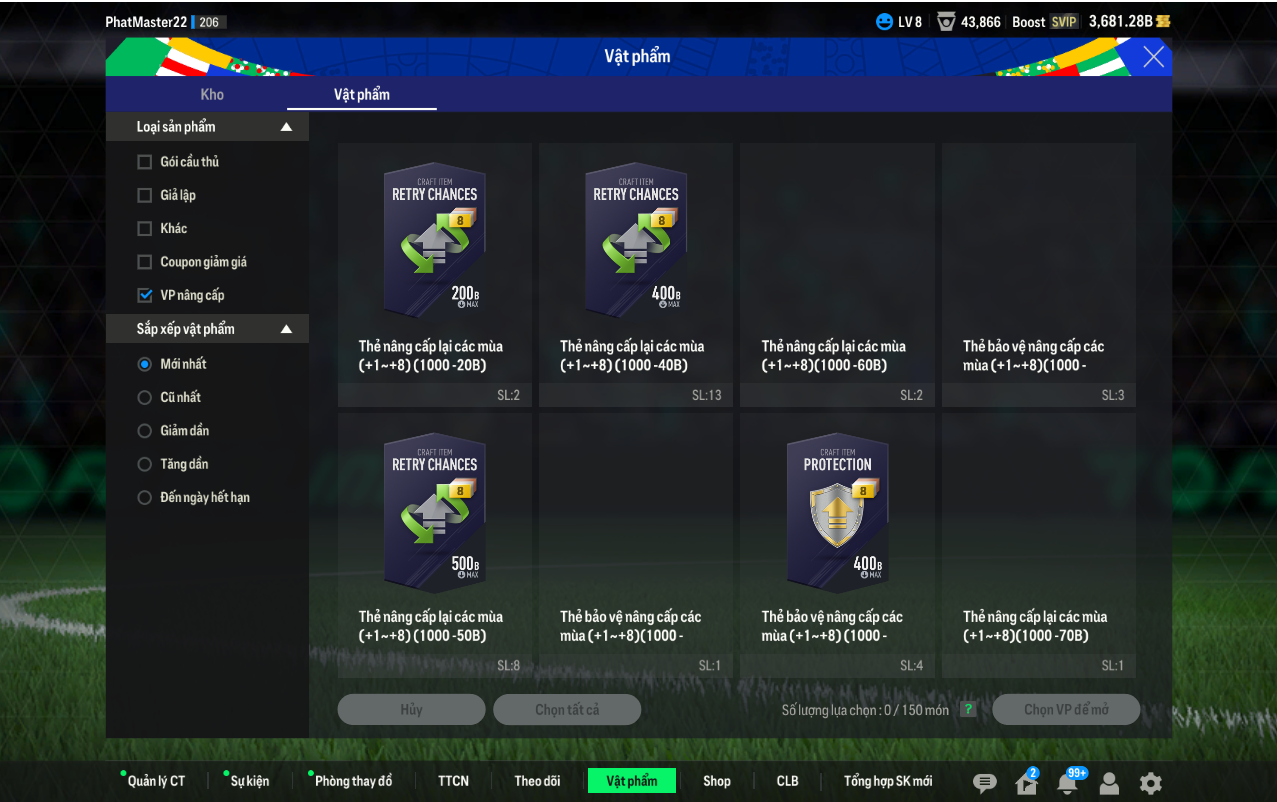 PhatMaster22 206
LV 8 43,866 Boost SVIP 3,681.28B
Vật phẩm
Kho Vật phẩm
Loại sản phẩm
Gói cầu thủ
Giả lập
Khác
Coupon giảm giá
VP nâng cấp
Sắp xếp vật phẩm
Mới nhất
Cũ nhất
Giảm dần
Tăng dần
Đến ngày hết hạn
CRAFT ITEM
RETRY CHANCES
8
200B
MAX
Thẻ nâng cấp lại các mùa
(+1~+8) (1000 -20B)
SL:2
CRAFT ITEM
RETRY CHANCES
8
400B
MAX
Thẻ nâng cấp lại các mùa
(+1~+8) (1000 -40B)
SL:13
Thẻ nâng cấp lại các mùa
(+1~+8)(1000 -60B)
SL:2
Thẻ bảo vệ nâng cấp các
mùa (+1~+8)(1000 -
SL:3
CRAFT ITEM
RETRY CHANCES
8
500B
MAX
Thẻ nâng cấp lại các mùa
(+1~+8) (1000 -50B)
SL:8
Thẻ bảo vệ nâng cấp các
mùa (+1~+8)(1000 -
SL:1
CRAFT ITEM
PROTECTION
8
400B
MAX
Thẻ bảo vệ nâng cấp các
mùa (+1~+8) (1000 -
SL:4
Thẻ nâng cấp lại các mùa
(+1~+8)(1000 -70B)
SL:1
Hủy Chọn tất cả Số lượng lựa chọn : 0 / 150 món ? Chọn VP để mở
Quản lý CT Sự kiện Phòng thay đồ TTCN Theo dõi Vật phẩm Shop CLB Tổng hợp SK mới 2 99+